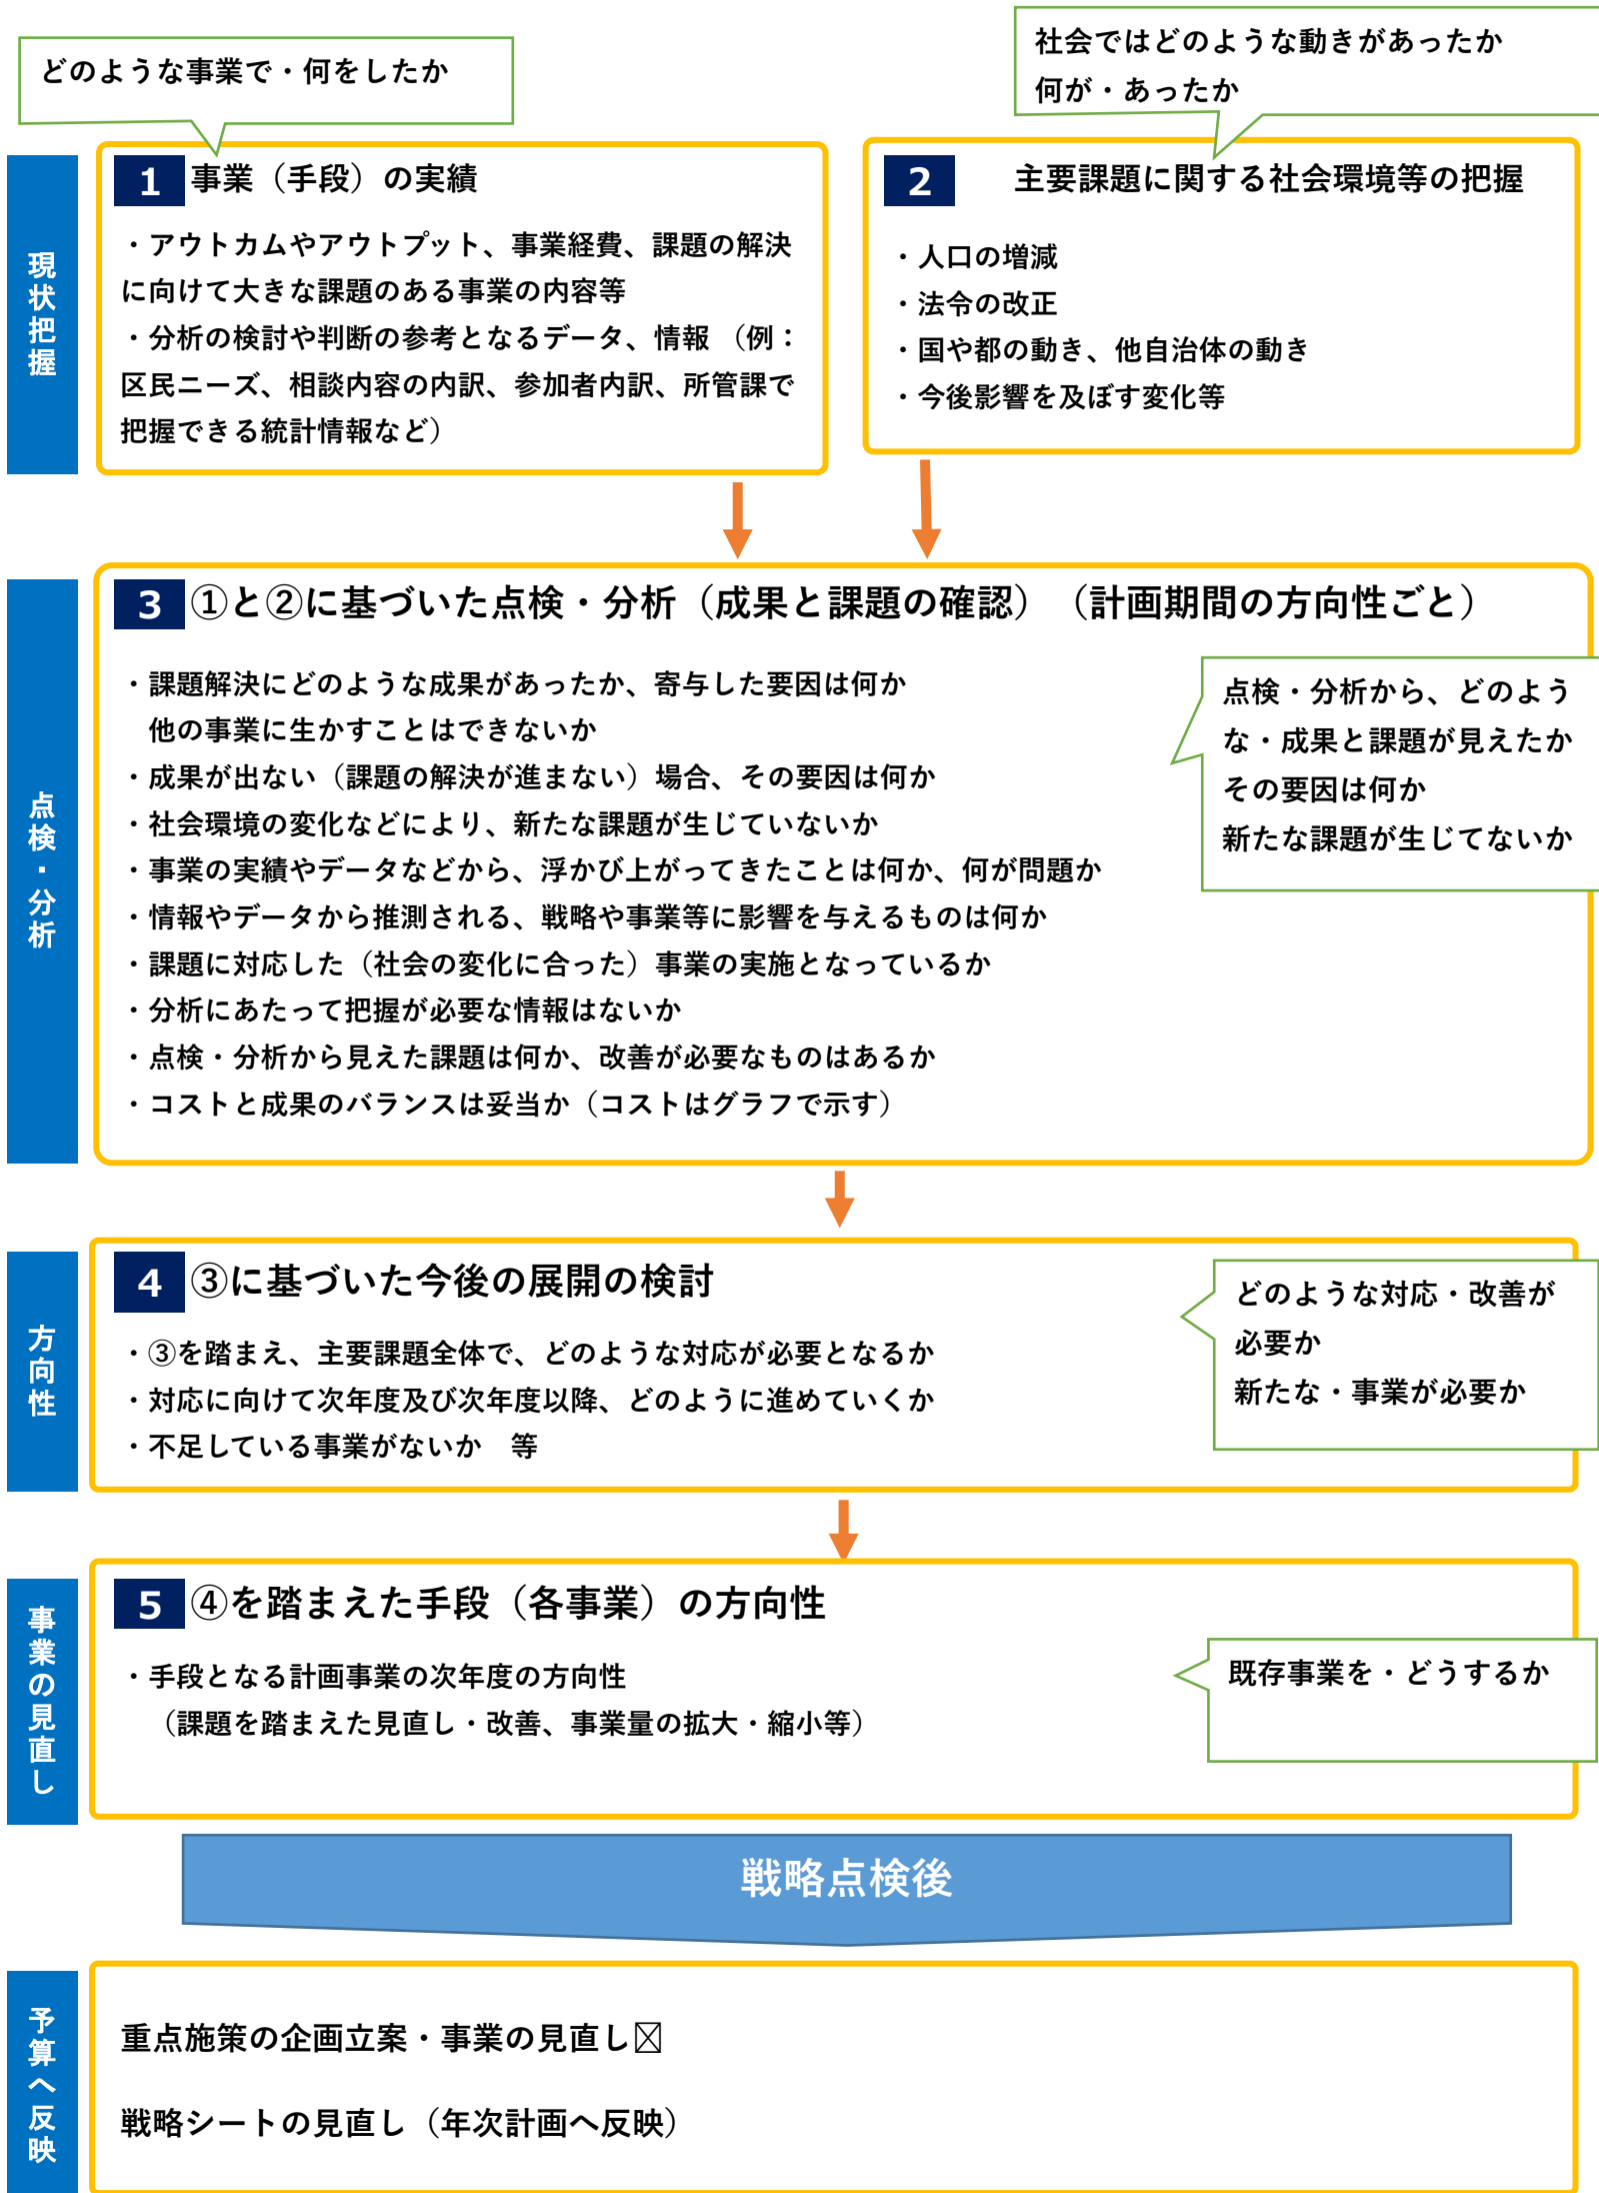 どのような事業で・何をしたか
社会ではどのような動きがあったか
何が・あったか
現状把握
1 事業（手段）の実績
・アウトカムやアウトプット、事業経費、課題の解決
に向けて大きな課題のある事業の内容等
・分析の検討や判断の参考となるデータ、情報 （例：
区民ニーズ、相談内容の内訳、参加者内訳、所管課で
把握できる統計情報など）
2 主要課題に関する社会環境等の把握
・人口の増減
・法令の改正
・国や都の動き、他自治体の動き
・今後影響を及ぼす変化等
点検・分析
3 ①と②に基づいた点検・分析（成果と課題の確認）（計画期間の方向性ごと）
・課題解決にどのような成果があったか、寄与した要因は何か
他の事業に生かすことはできないか
・成果が出ない（課題の解決が進まない）場合、その要因は何か
・社会環境の変化などにより、新たな課題が生じていないか
・事業の実績やデータなどから、浮かび上がってきたことは何か、何が問題か
・情報やデータから推測される、戦略や事業等に影響を与えるものは何か
・課題に対応した（社会の変化に合った）事業の実施となっているか
・分析にあたって把握が必要な情報はないか
・点検・分析から見えた課題は何か、改善が必要なものはあるか
・コストと成果のバランスは妥当か（コストはグラフで示す）
点検・分析から、どのよう
な・成果と課題が見えたか
その要因は何か
新たな課題が生じてないか
方向性
4 ③に基づいた今後の展開の検討
・③を踏まえ、主要課題全体で、どのような対応が必要となるか
・対応に向けて次年度及び次年度以降、どのように進めていくか
・不足している事業がないか　等
どのような対応・改善が
必要か
新たな・事業が必要か
事業の見直し
5 ④を踏まえた手段（各事業）の方向性
・手段となる計画事業の次年度の方向性
（課題を踏まえた見直し・改善、事業量の拡大・縮小等）
既存事業を・どうするか
戦略点検後
予算へ反映
重点施策の企画立案・事業の見直し
戦略シートの見直し（年次計画へ反映）